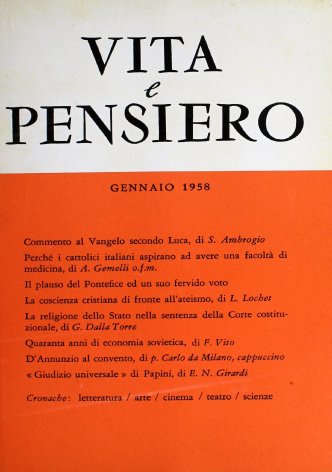 VITA
e
PENSIERO
GENNAIO 1958
Commento al Vangelo secondo Luca, di S. Ambrogio
Perché i cattolici italiani aspirano ad avere una facoltà di
medicina, di A. Gemelli o.f.m.
Il plauso del Pontefice ed un suo fervido voto
La coscienza cristiana di fronte all'ateismo, di L. Lochet
La religione dello Stato nella sentenza della Corte costitu-
zionale, di G. Dalla Torre
Quaranta anni di economia sovietica, di F. Vito
D'Annunzio al convento, di p. Carlo da Milano, cappuccino
« Giudizio universale » di Papini, di E. N. Girardi
Cronache: letteratura / arte / cinema / teatro / scienze